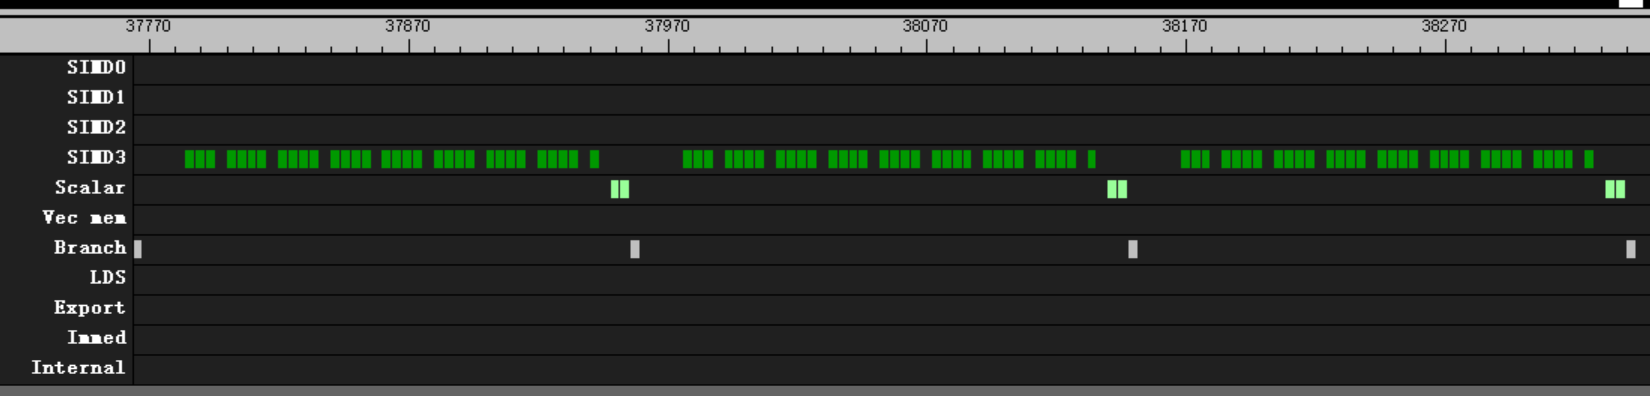 37770 37870 37970 38070 38170 38270
SIMD0
SIMD1
SIMD2
SIMD3
Scalar
Vec mem
Branch
LDS
Export
Immed
Internal